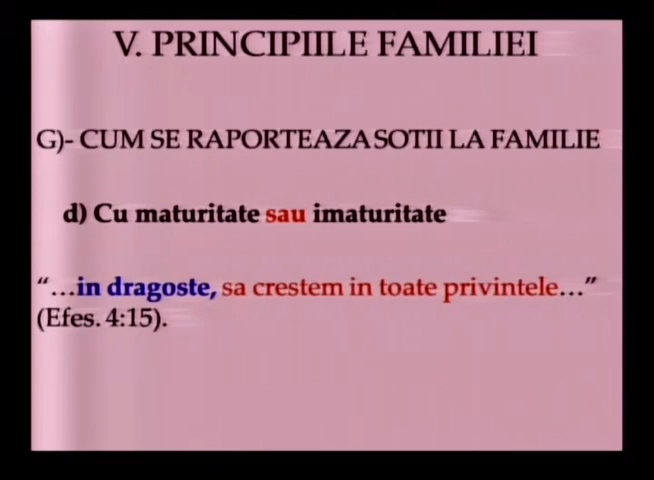 V. PRINCIPIILE FAMILIEI
G)- CUM SE RAPORTEAZA SOTII LA FAMILIE
d) Cu maturitate sau imaturitate
“...in dragoste, sa crestem in toate privintele...”
(Efes. 4:15).